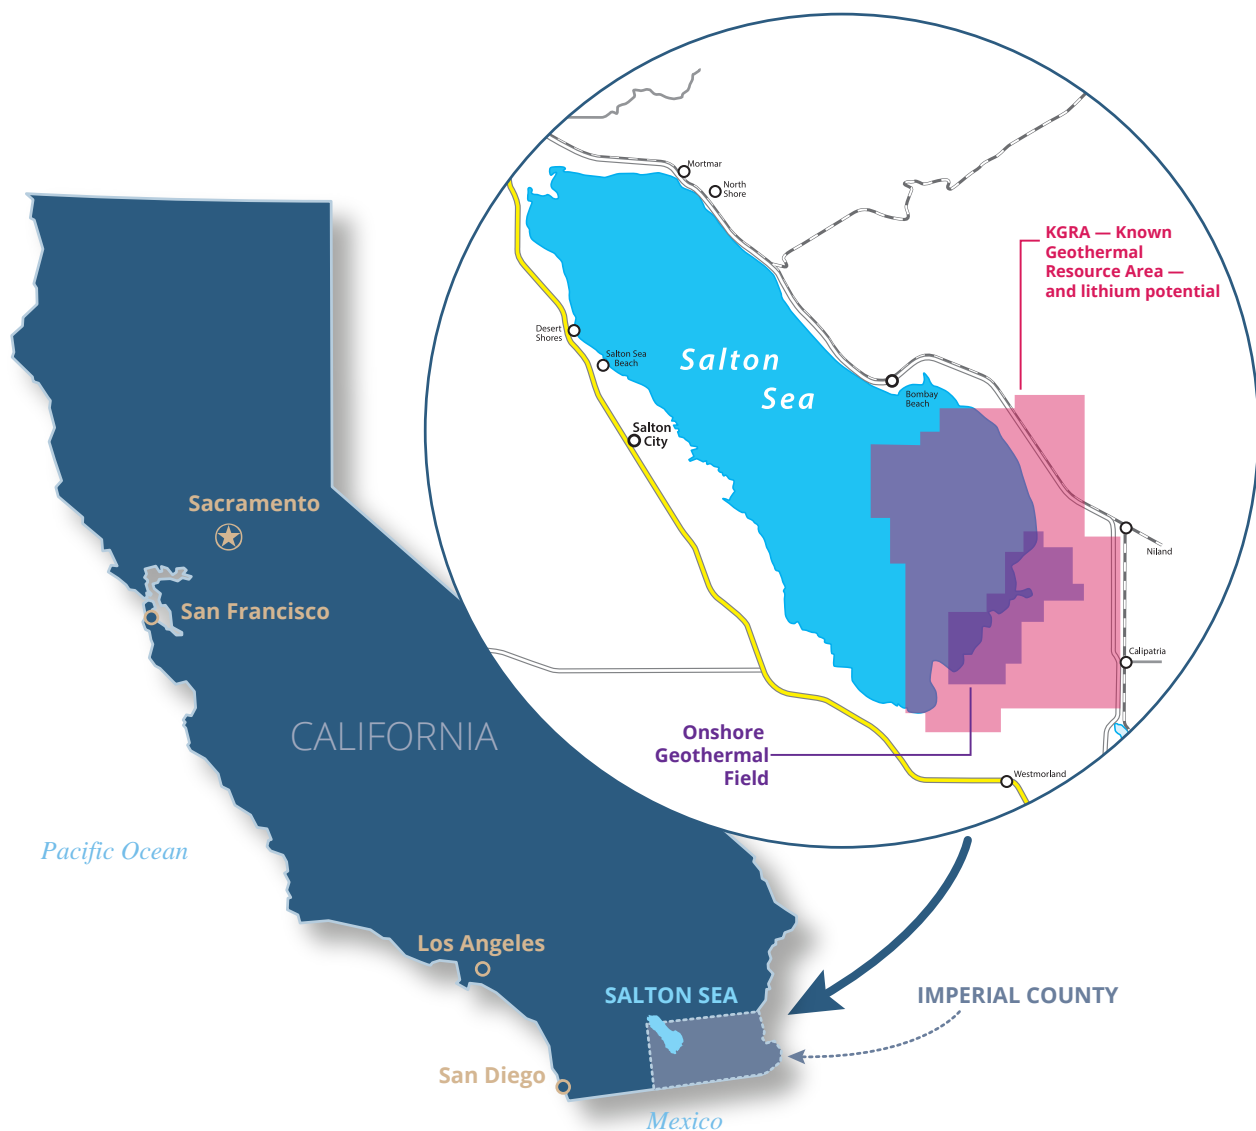 Mortmar
North
Shore
KGRA — Known
Geothermal
Resource Area —
and lithium potential
Desert
Shores
Salton Sea
Beach
Salton
Sea
Bombay
Beach
Salton
City
Sacramento
Niland
San Francisco
Calipatria
CALIFORNIA
Onshore
Geothermal
Field
Westmorland
Pacific Ocean
Los Angeles
SALTON SEA
IMPERIAL COUNTY
San Diego
Mexico